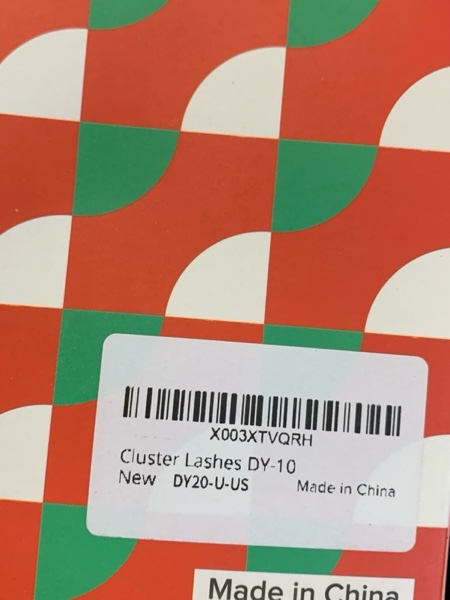 X003XTVQRH
Cluster Lashes DY-10
New DY20-U-US Made in China
Made in China